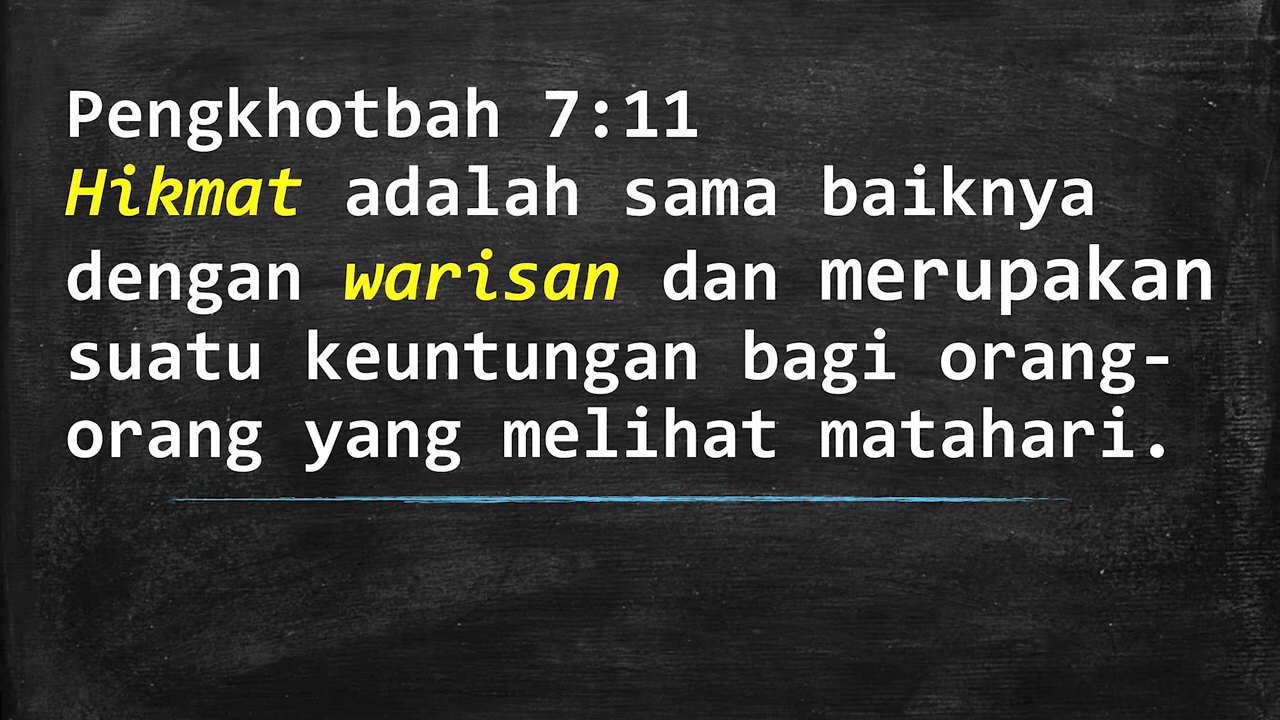 Pengkhotbah 7:11
Hikmat adalah sama baiknya
dengan warisan dan merupakan
suatu keuntungan bagi orang-
orang yang melihat matahari.